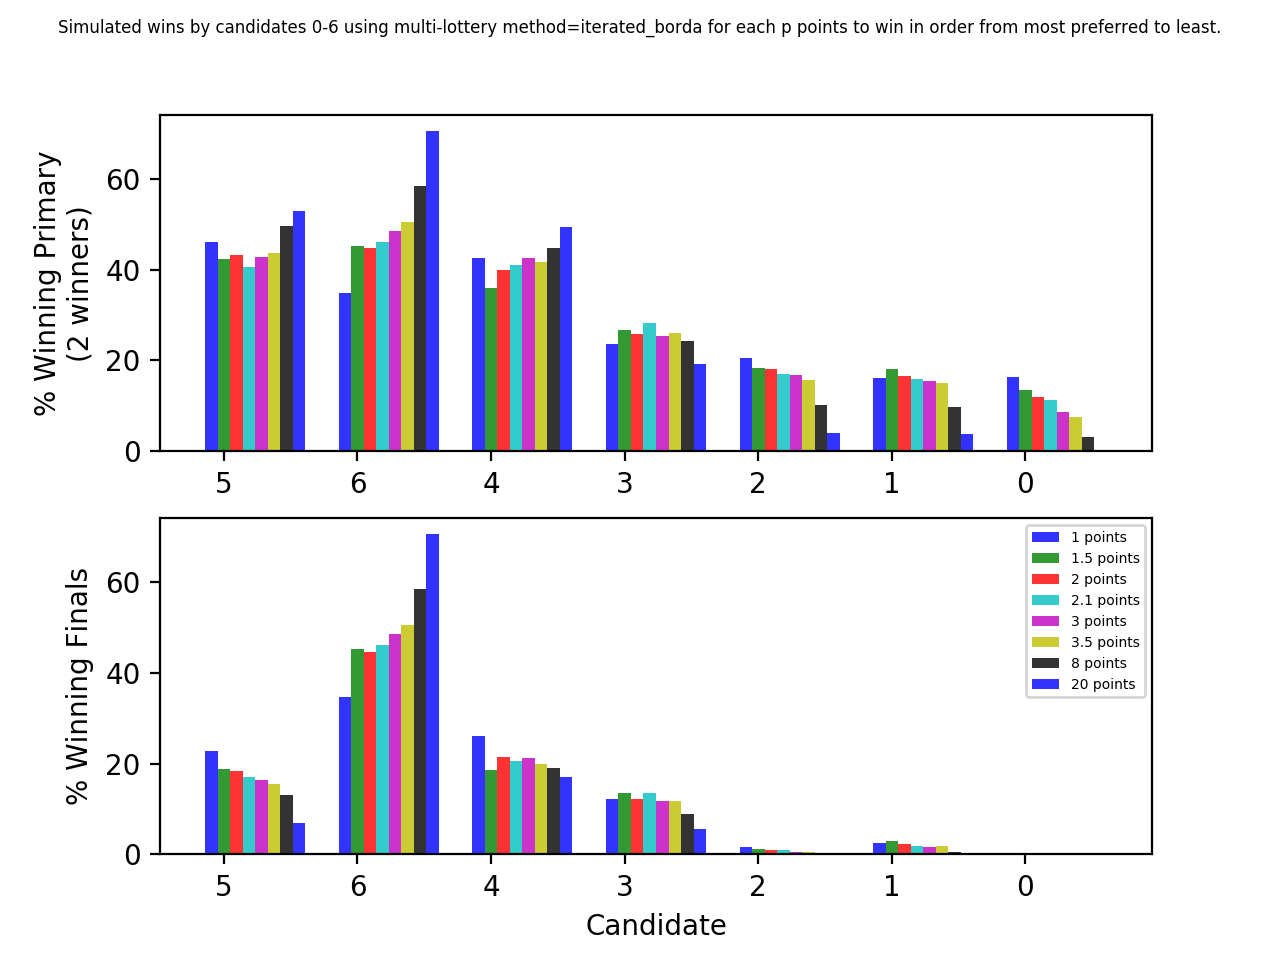 Simulated wins by candidates 0-6 using multi-lottery method=iterated_borda for each p points to win in order from most preferred to least.
% Winning Primary
(2 winners)
60
40
20
0
5 6 4 3 2 1 0
% Winning Finals
60
40
20
0
1 points
1.5 points
2 points
2.1 points
3 points
3.5 points
8 points
20 points
5 6 4 3 2 1 0
Candidate